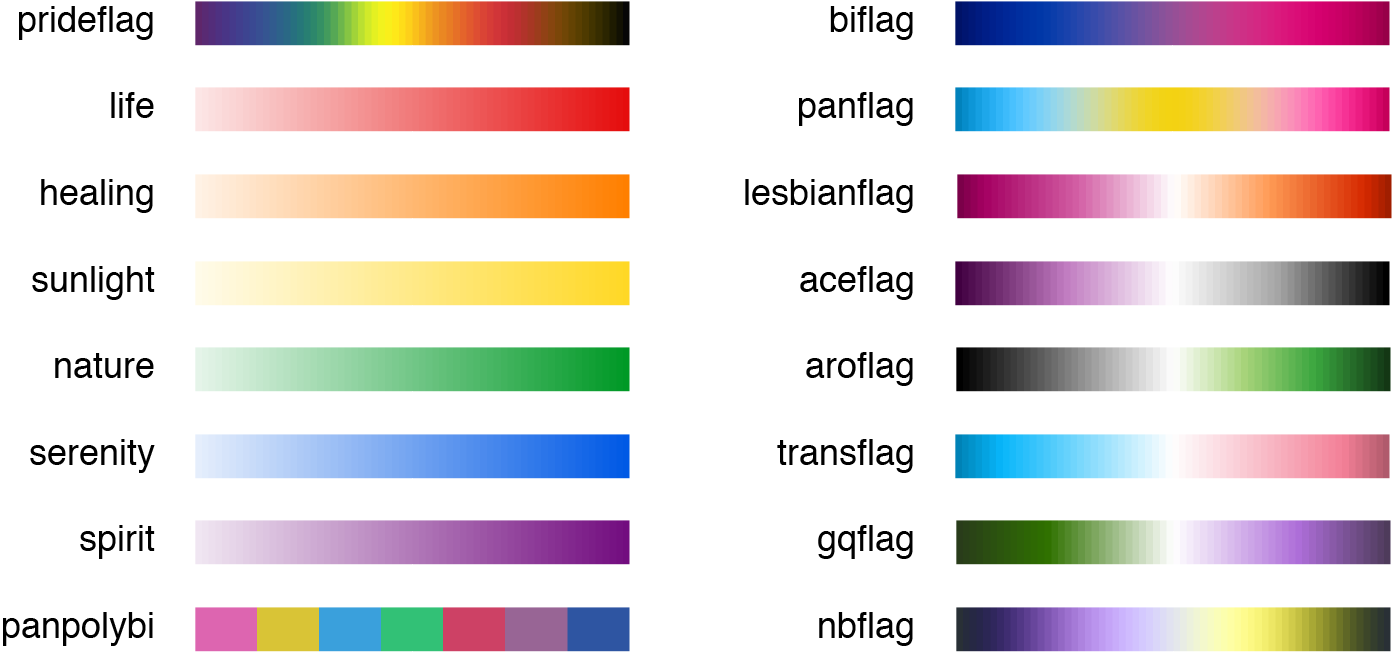 prideflag
life
healing
sunlight
nature
serenity
spirit
panpolybi
biflag
panflag
lesbianflag
aceflag
aroflag
transflag
gqflag
nbflag